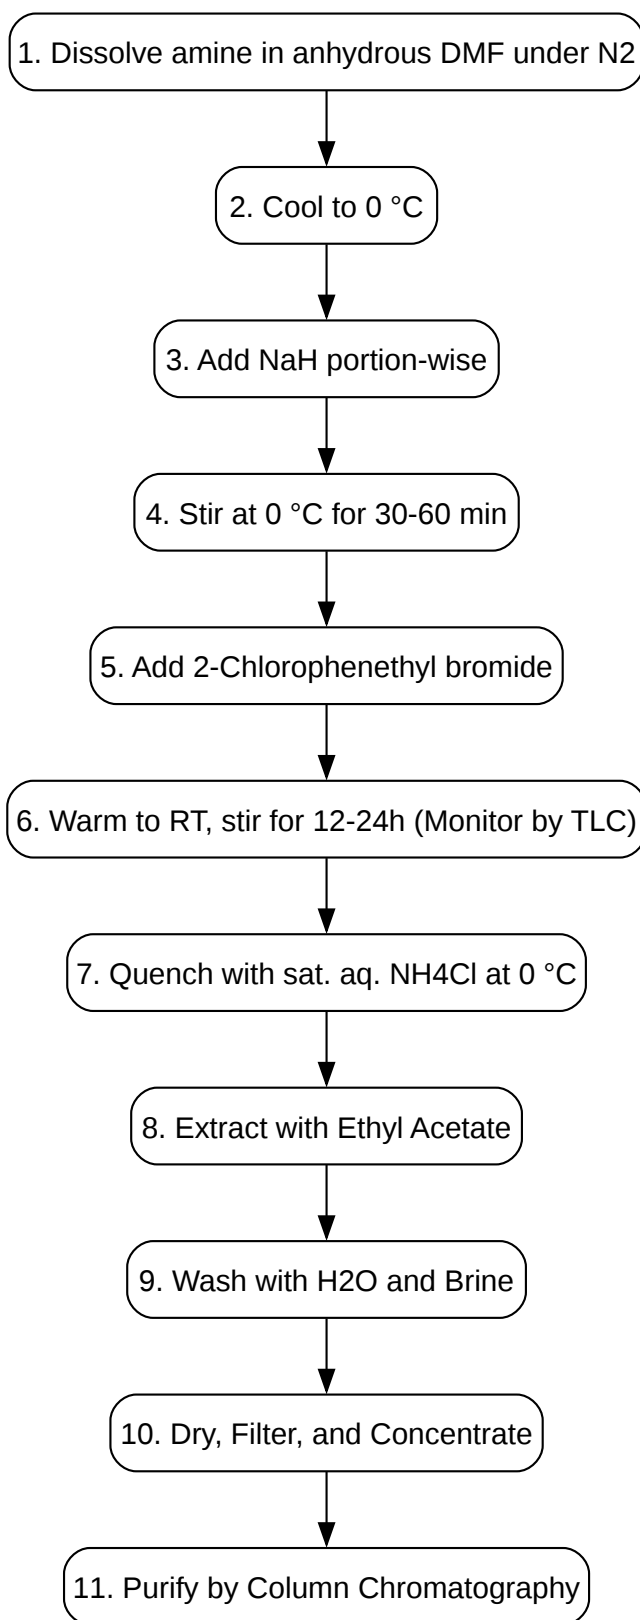 1. Dissolve amine in anhydrous DMF under N2
2. Cool to 0 °C
3. Add NaH portion-wise
4. Stir at 0 °C for 30-60 min
5. Add 2-Chlorophenethyl bromide
6. Warm to RT, stir for 12-24h (Monitor by TLC)
7. Quench with sat. aq. NH4Cl at 0 °C
8. Extract with Ethyl Acetate
9. Wash with H2O and Brine
10. Dry, Filter, and Concentrate
11. Purify by Column Chromatography